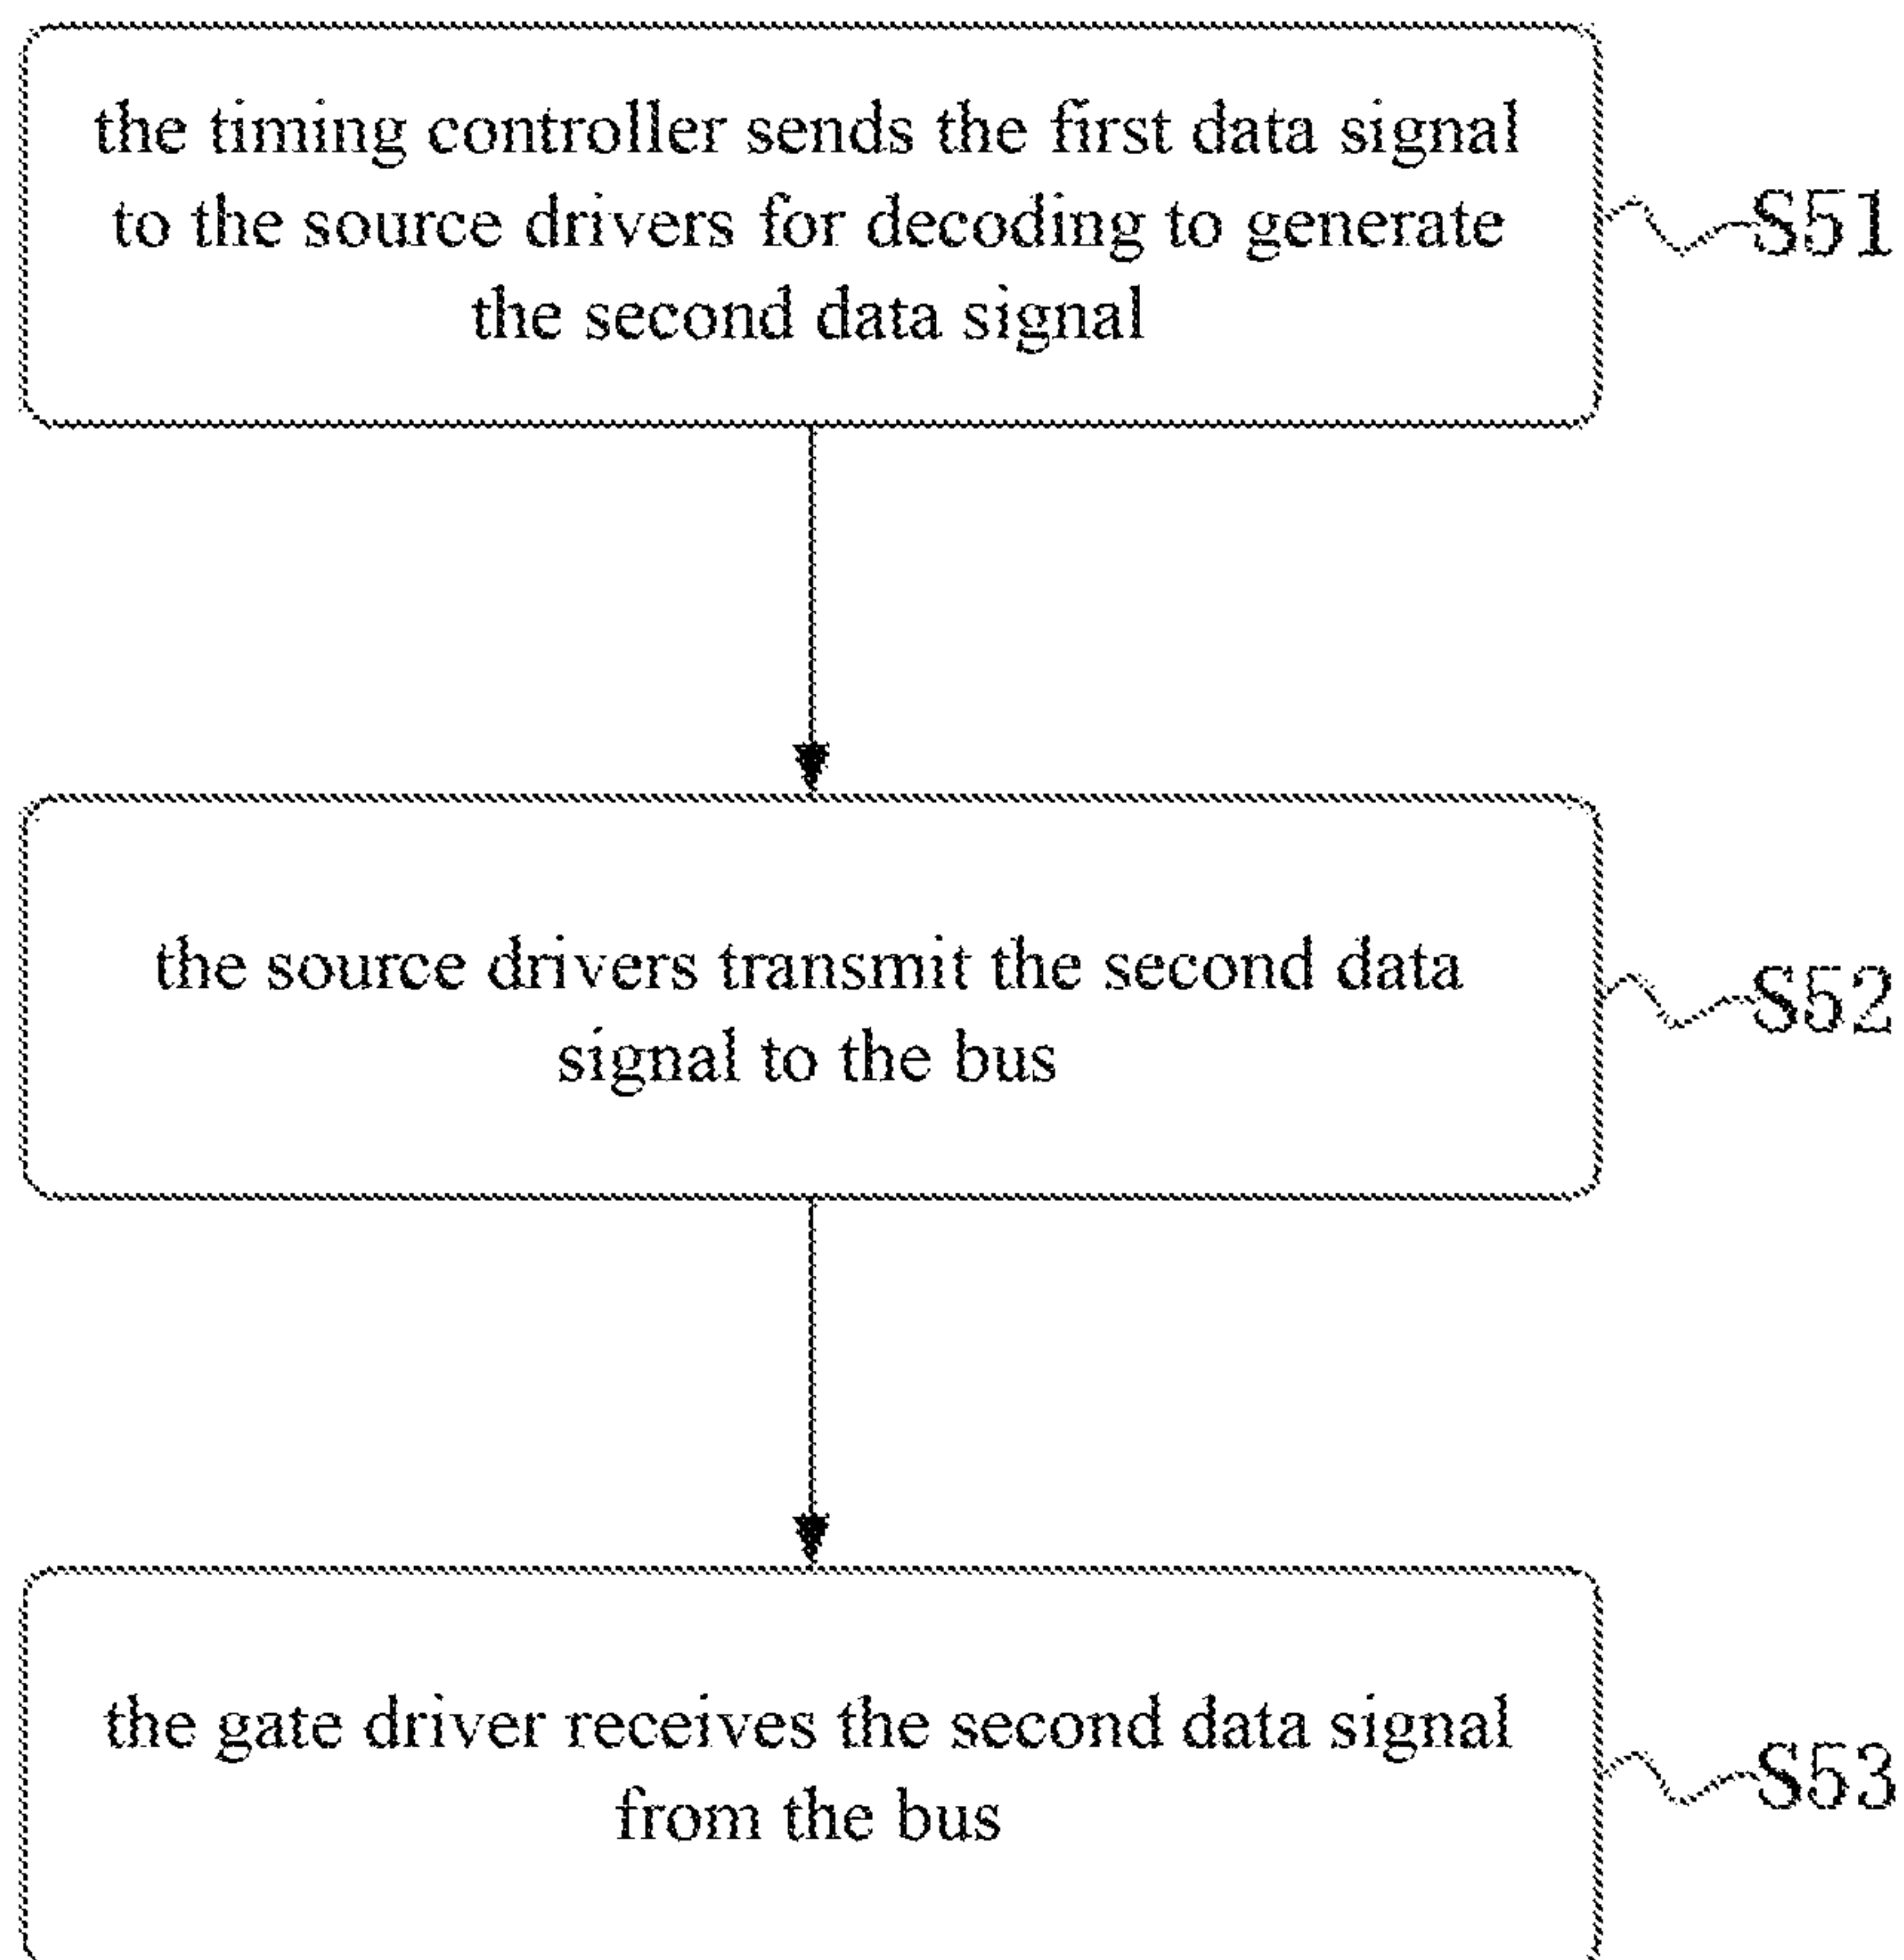 the timing controller sends the first data signal
to the source drivers for decoding to generate
the second data signal
S51
the source drivers transmit the second data
signal to the bus
S52
the gate driver receives the second data signal
from the bus
S53